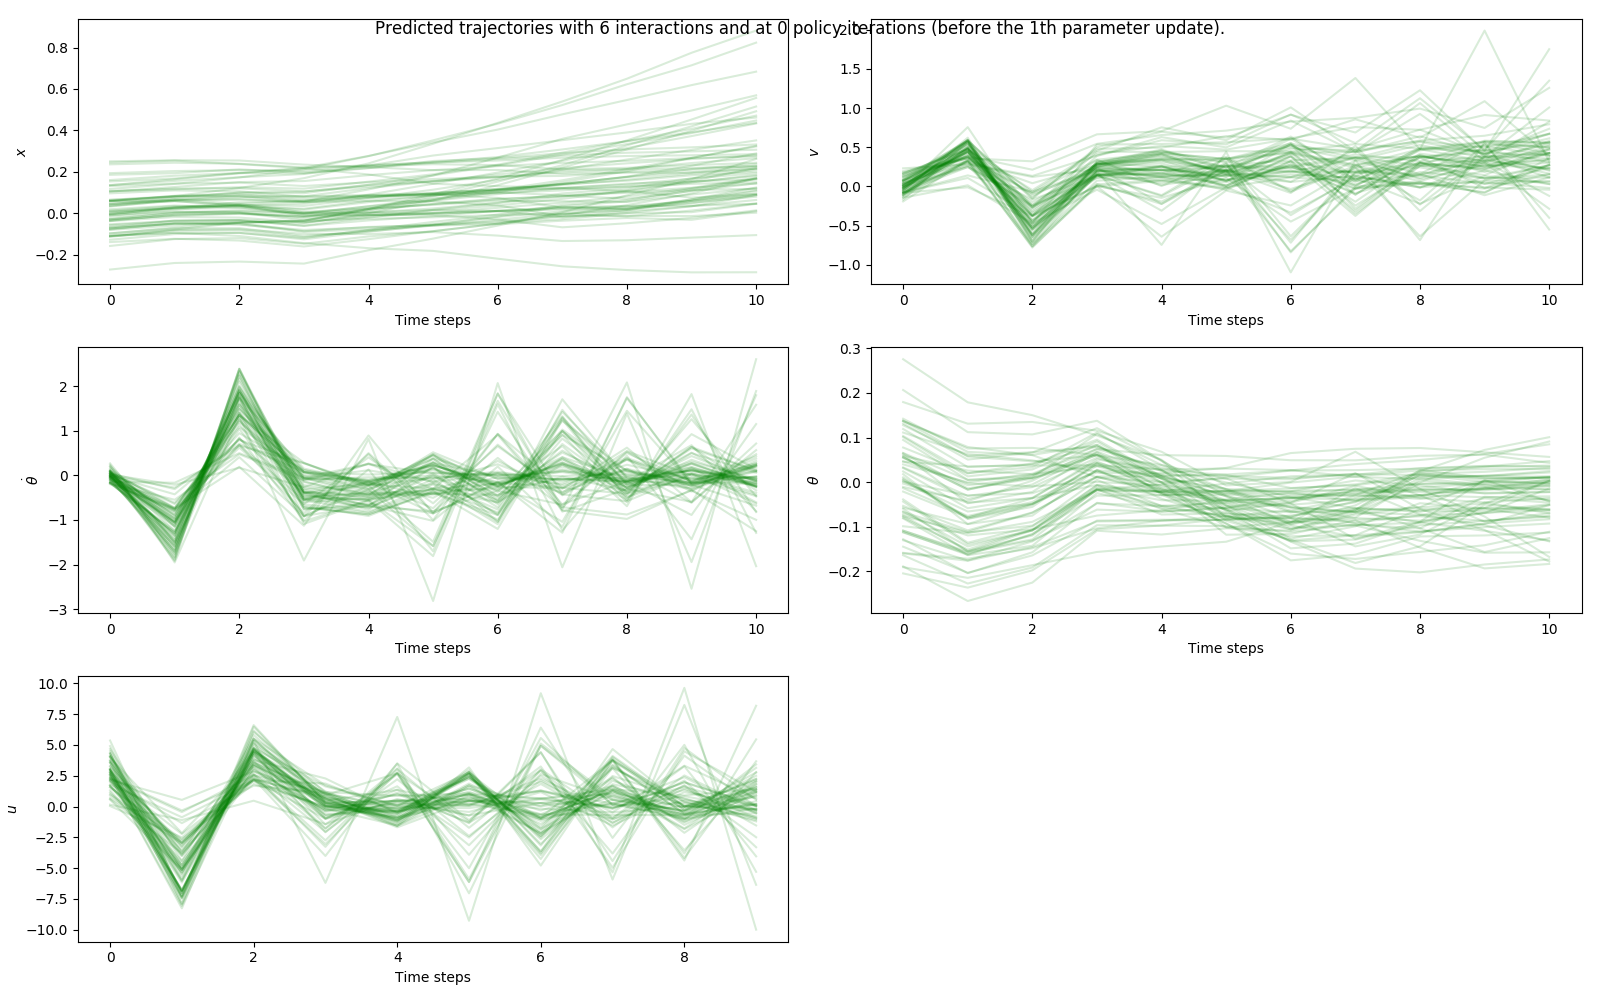 Predicted trajectories with 6 interactions and at 0 policy iterations (before the 1th parameter update).
0.8
0.6
0.4
0.2
0.0
−0.2
x
0 2 4 6 8 10
Time steps
2.0
1.5
1.0
0.5
0.0
−0.5
−1.0
v
0 2 4 6 8 10
Time steps
2
1
0
−1
−2
−3
θ̇
0 2 4 6 8 10
Time steps
0.3
0.2
0.1
0.0
−0.1
−0.2
θ
0 2 4 6 8 10
Time steps
10.0
7.5
5.0
2.5
0.0
−2.5
−5.0
−7.5
−10.0
u
0 2 4 6 8
Time steps